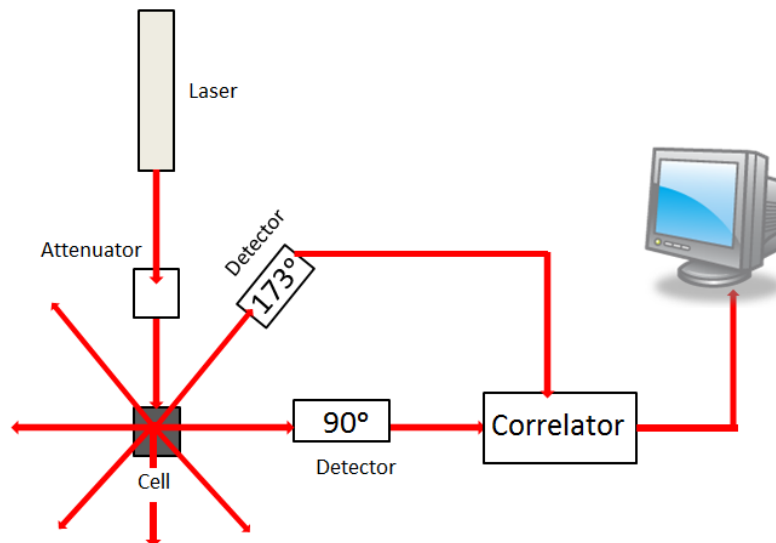 Laser
Attenuator
Detector
173°
90°
Correlator
Detector
Cell